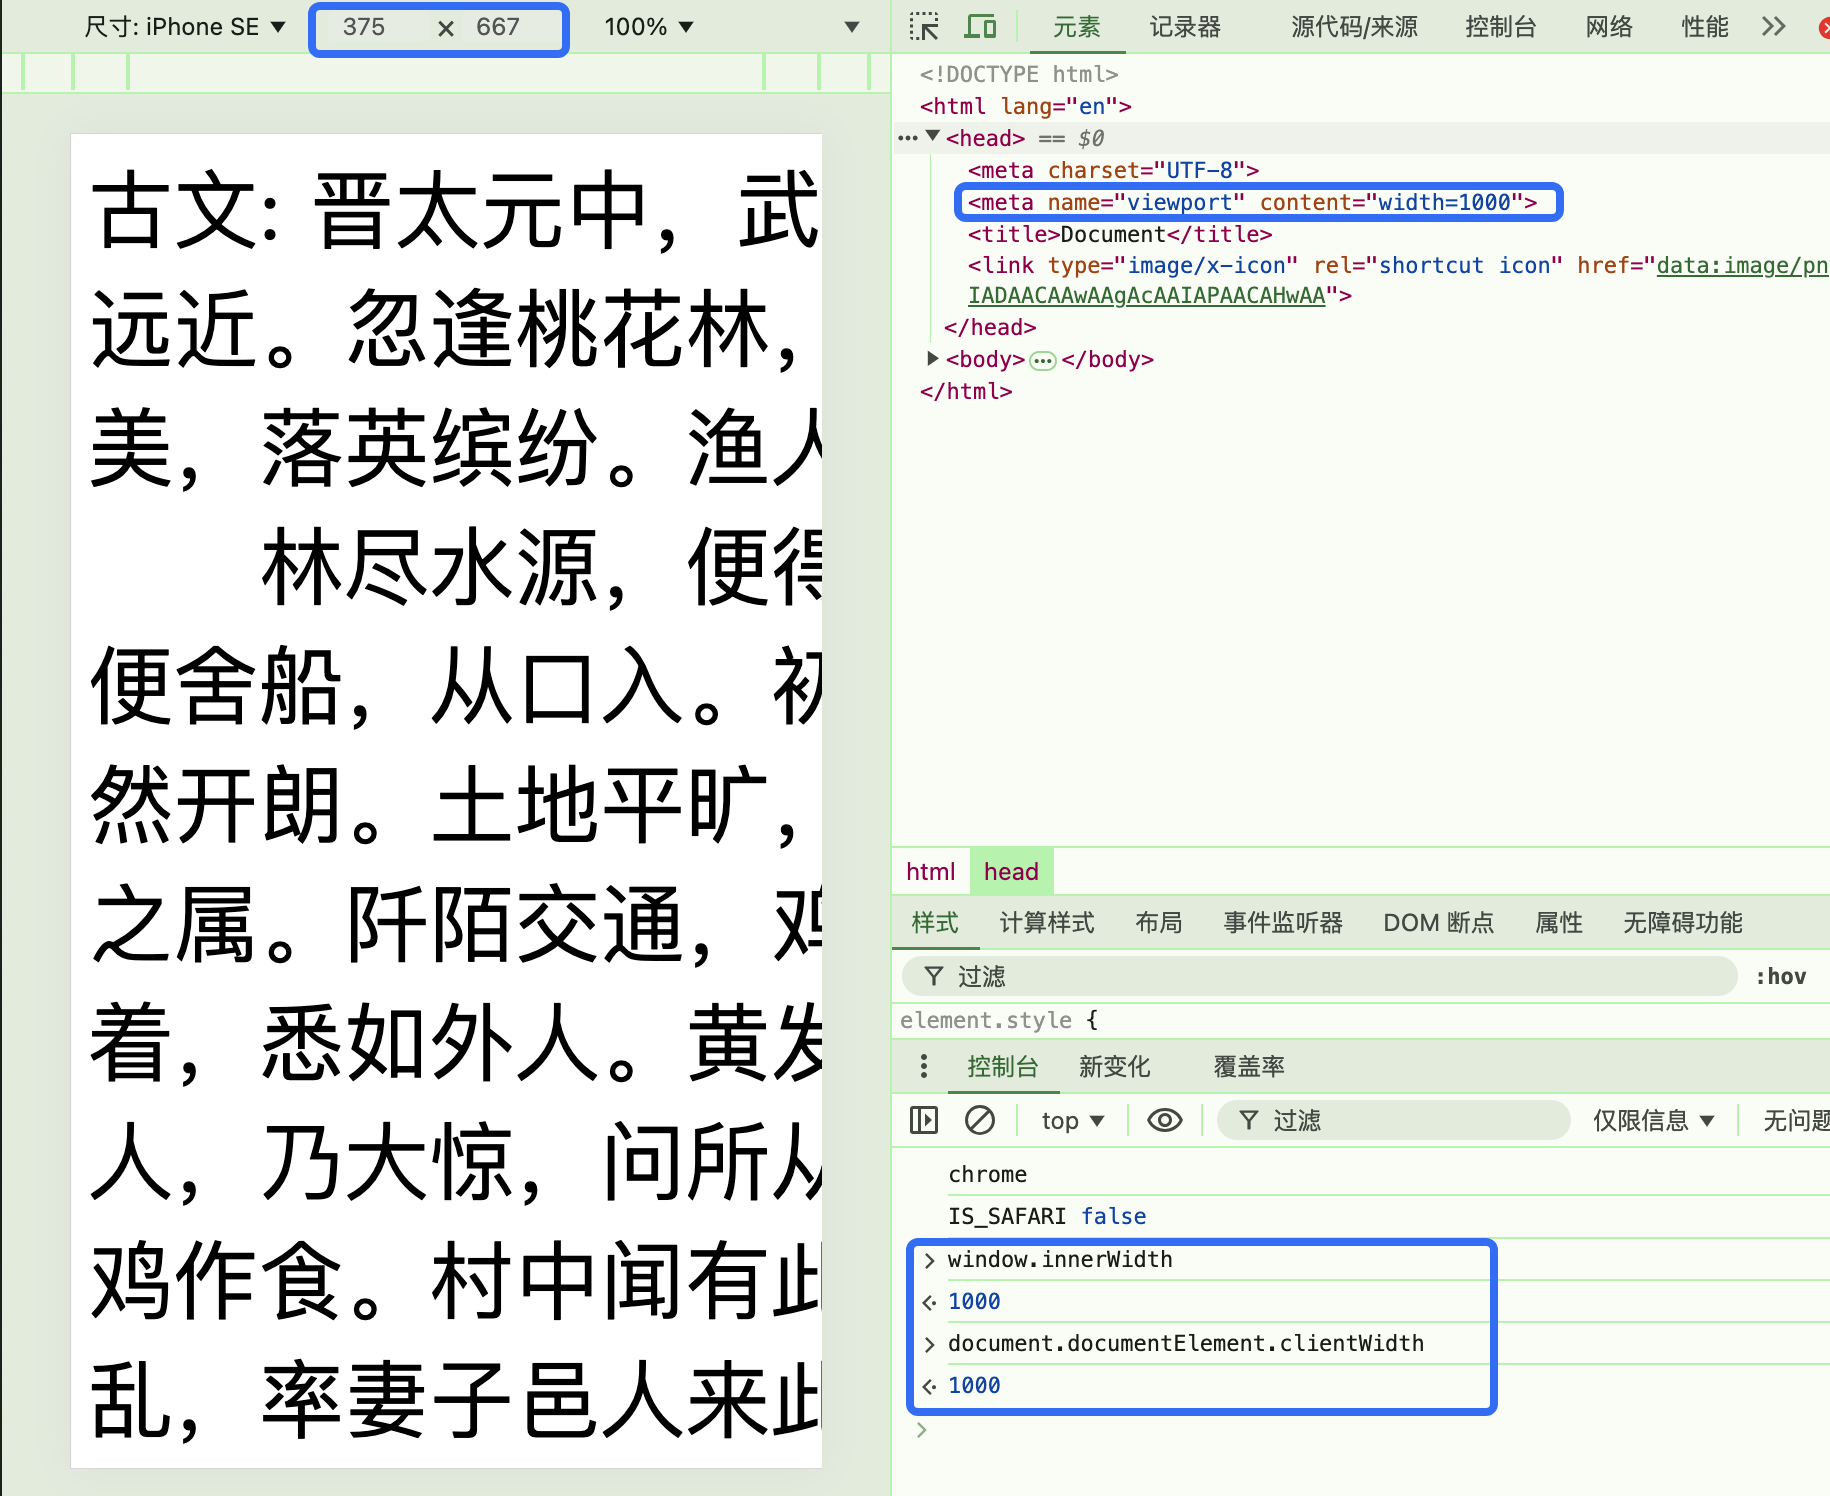 尺寸: iPhone SE ▼ 375 × 667 100% ▼ ▼
古文: 晋太元中，武
远近。忽逢桃花林，
美，落英缤纷。渔人
林尽水源，便得
便舍船，从口入。初
然开朗。土地平旷，
之属。阡陌交通，鸡
着，悉如外人。黄发
人，乃大惊，问所从
鸡作食。村中闻有此
乱，率妻子邑人来此
元素 记录器 源代码/来源 控制台 网络 性能 >>
<!DOCTYPE html>
<html lang="en">
••• ▼ <head> == $0
<meta charset="UTF-8">
<meta name="viewport" content="width=1000">
<title>Document</title>
<link type="image/x-icon" rel="shortcut icon" href="data:image/pn
IADAACAAwAAgAcAAIAPAACAHwAA">
</head>
▶ <body> ••• </body>
</html>
html head
样式 计算样式 布局 事件监听器 DOM 断点 属性 无障碍功能
过滤 :hov
element.style {
控制台 新变化 覆盖率
top ▼ 过滤 仅限信息 ▼ 无问题
chrome
IS_SAFARI false
> window.innerWidth
<· 1000
> document.documentElement.clientWidth
<· 1000
>